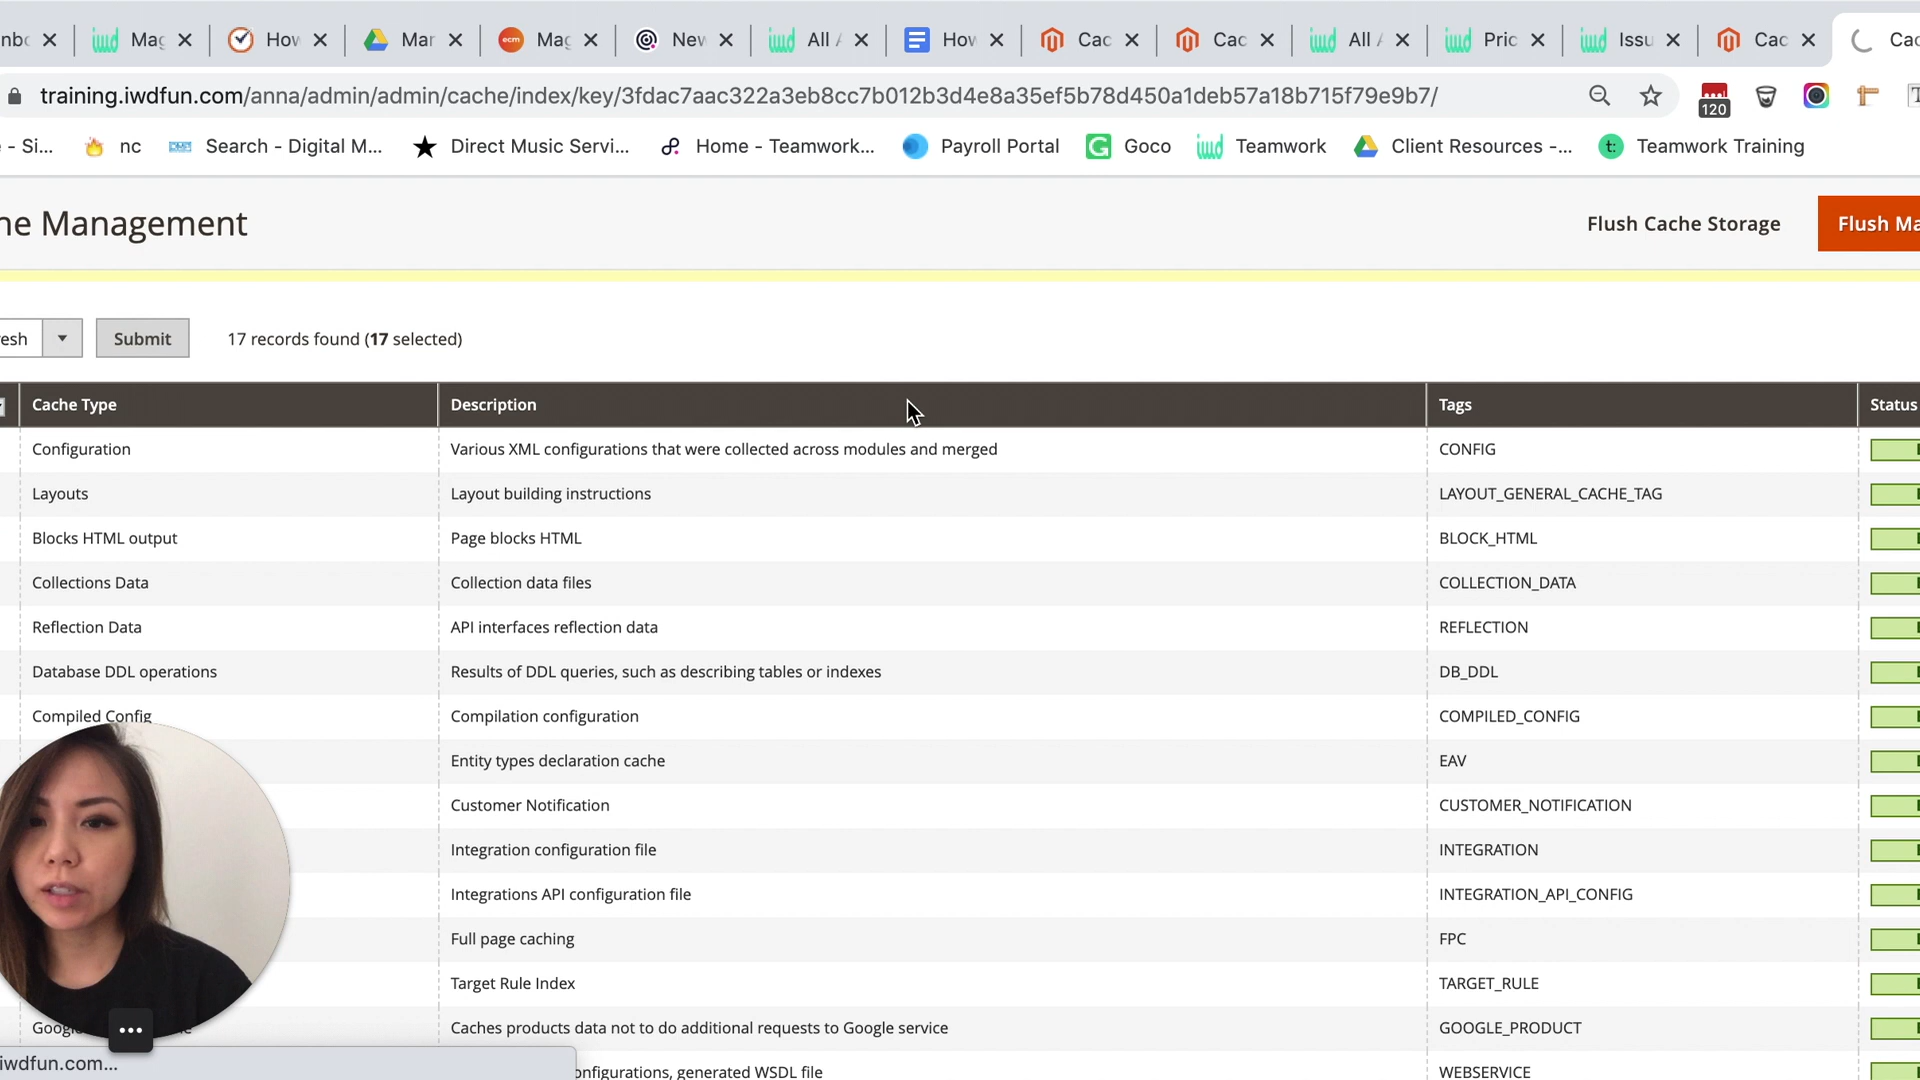 nbo Mag How Mar Mag New All A How Cac Cac All A Pric Issu Cac Cac
training.iwdfun.com/anna/admin/admin/cache/index/key/3fdac7aac322a3eb8cc7b012b3d4e8a35ef5b78d450a1deb57a18b715f79e9b7/
120
- Si... nc Search - Digital M... Direct Music Servi... Home - Teamwork... Payroll Portal Goco Teamwork Client Resources -... Teamwork Training
he Management
Flush Cache Storage Flush Ma
esh Submit 17 records found (17 selected)
Cache Type Description Tags Status
Configuration Various XML configurations that were collected across modules and merged CONFIG
Layouts Layout building instructions LAYOUT_GENERAL_CACHE_TAG
Blocks HTML output Page blocks HTML BLOCK_HTML
Collections Data Collection data files COLLECTION_DATA
Reflection Data API interfaces reflection data REFLECTION
Database DDL operations Results of DDL queries, such as describing tables or indexes DB_DDL
Compiled Config Compilation configuration COMPILED_CONFIG
Entity types declaration cache EAV
Customer Notification CUSTOMER_NOTIFICATION
Integration configuration file INTEGRATION
Integrations API configuration file INTEGRATION_API_CONFIG
Full page caching FPC
Target Rule Index TARGET_RULE
Caches products data not to do additional requests to Google service GOOGLE_PRODUCT
iwdfun.com...
onfigurations, generated WSDL file WEBSERVICE